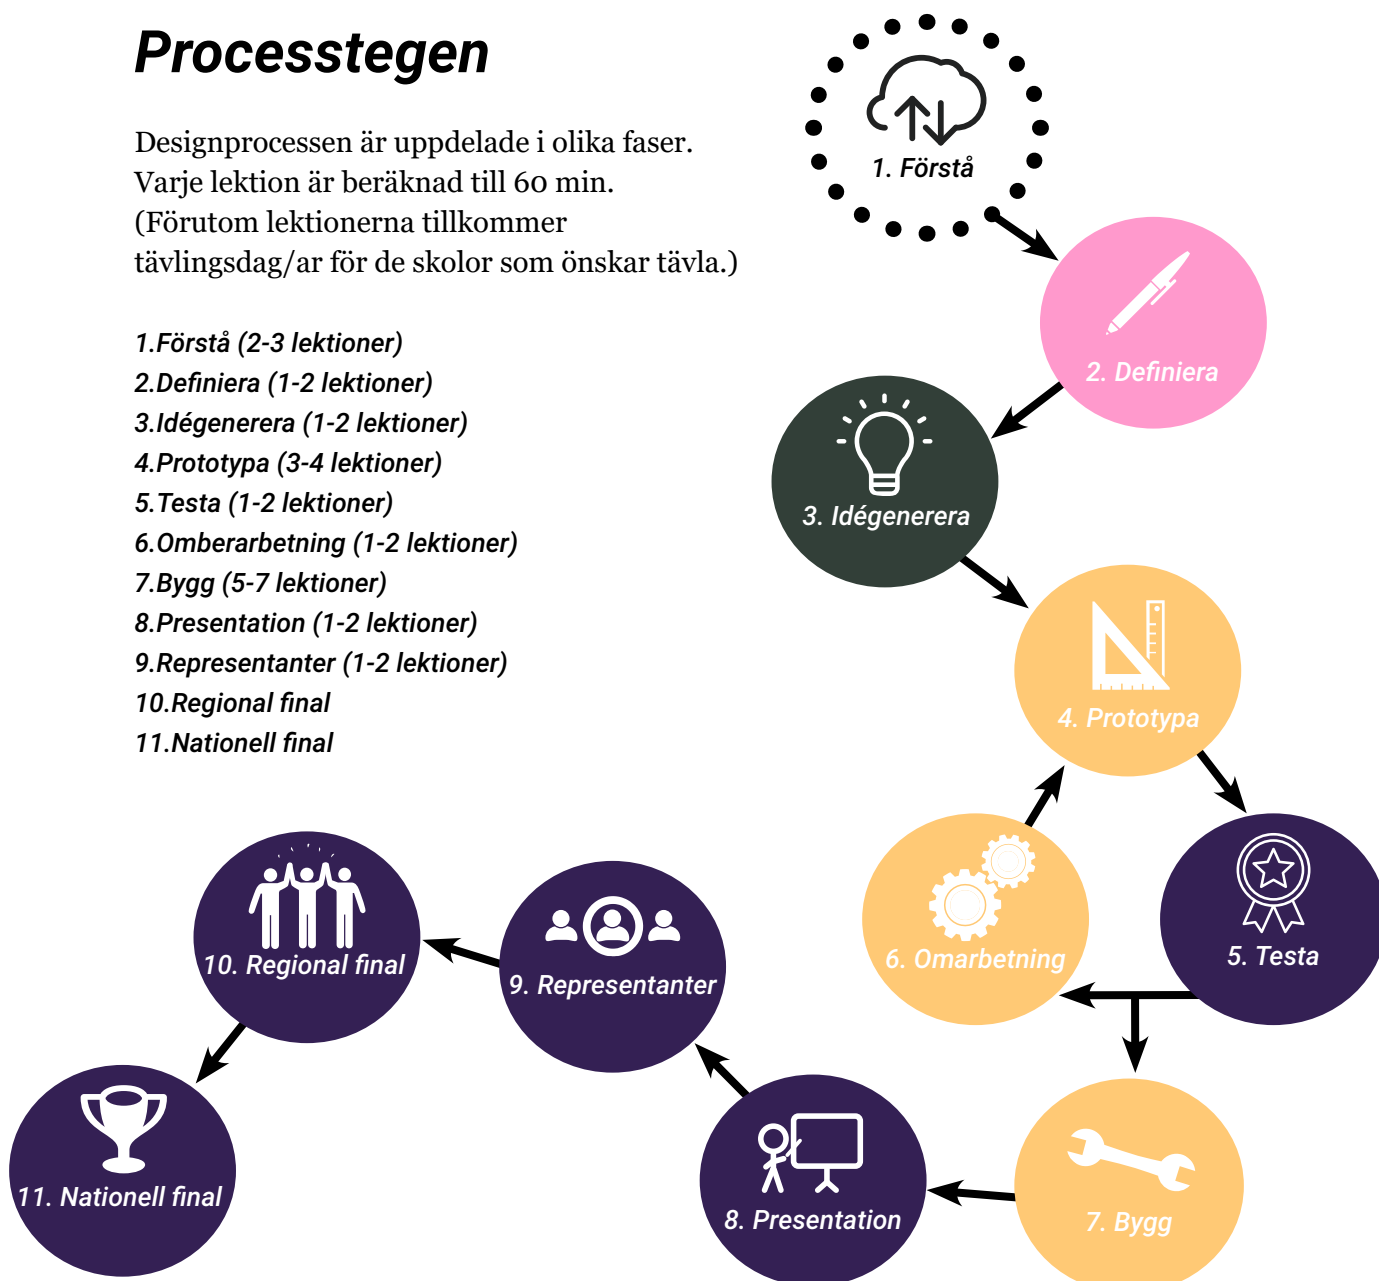 Processtegen
Designprocessen är uppdelade i olika faser.
Varje lektion är beräknad till 60 min.
(Förutom lektionerna tillkommer
tävlingsdag/ar för de skolor som önskar tävla.)
1.Förstå (2-3 lektioner)
2.Definiera (1-2 lektioner)
3.Idégenerera (1-2 lektioner)
4.Prototypa (3-4 lektioner)
5.Testa (1-2 lektioner)
6.Omberarbetning (1-2 lektioner)
7.Bygg (5-7 lektioner)
8.Presentation (1-2 lektioner)
9.Representanter (1-2 lektioner)
10.Regional final
11.Nationell final
1. Förstå
2. Definiera
3. Idégenerera
4. Prototypa
5. Testa
6. Omarbetning
7. Bygg
8. Presentation
9. Representanter
10. Regional final
11. Nationell final